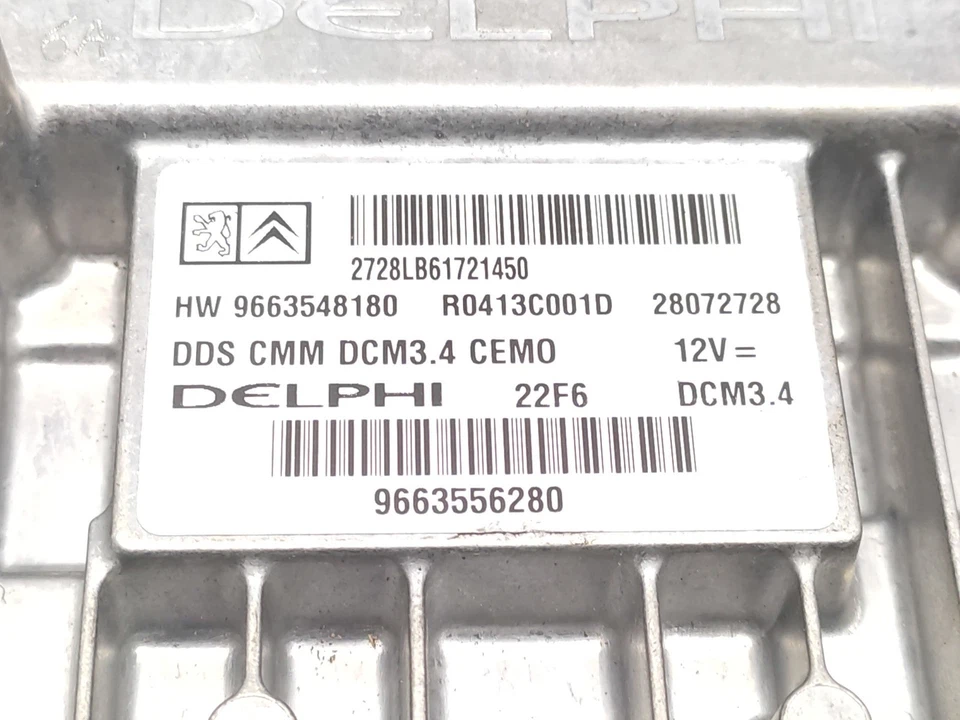 DELPHI
2728LB61721450
HW 9663548180 R0413C001D 28072728
DDS CMM DCM3.4 CEMO 12V =
DELPHI 22F6 DCM3.4
9663556280